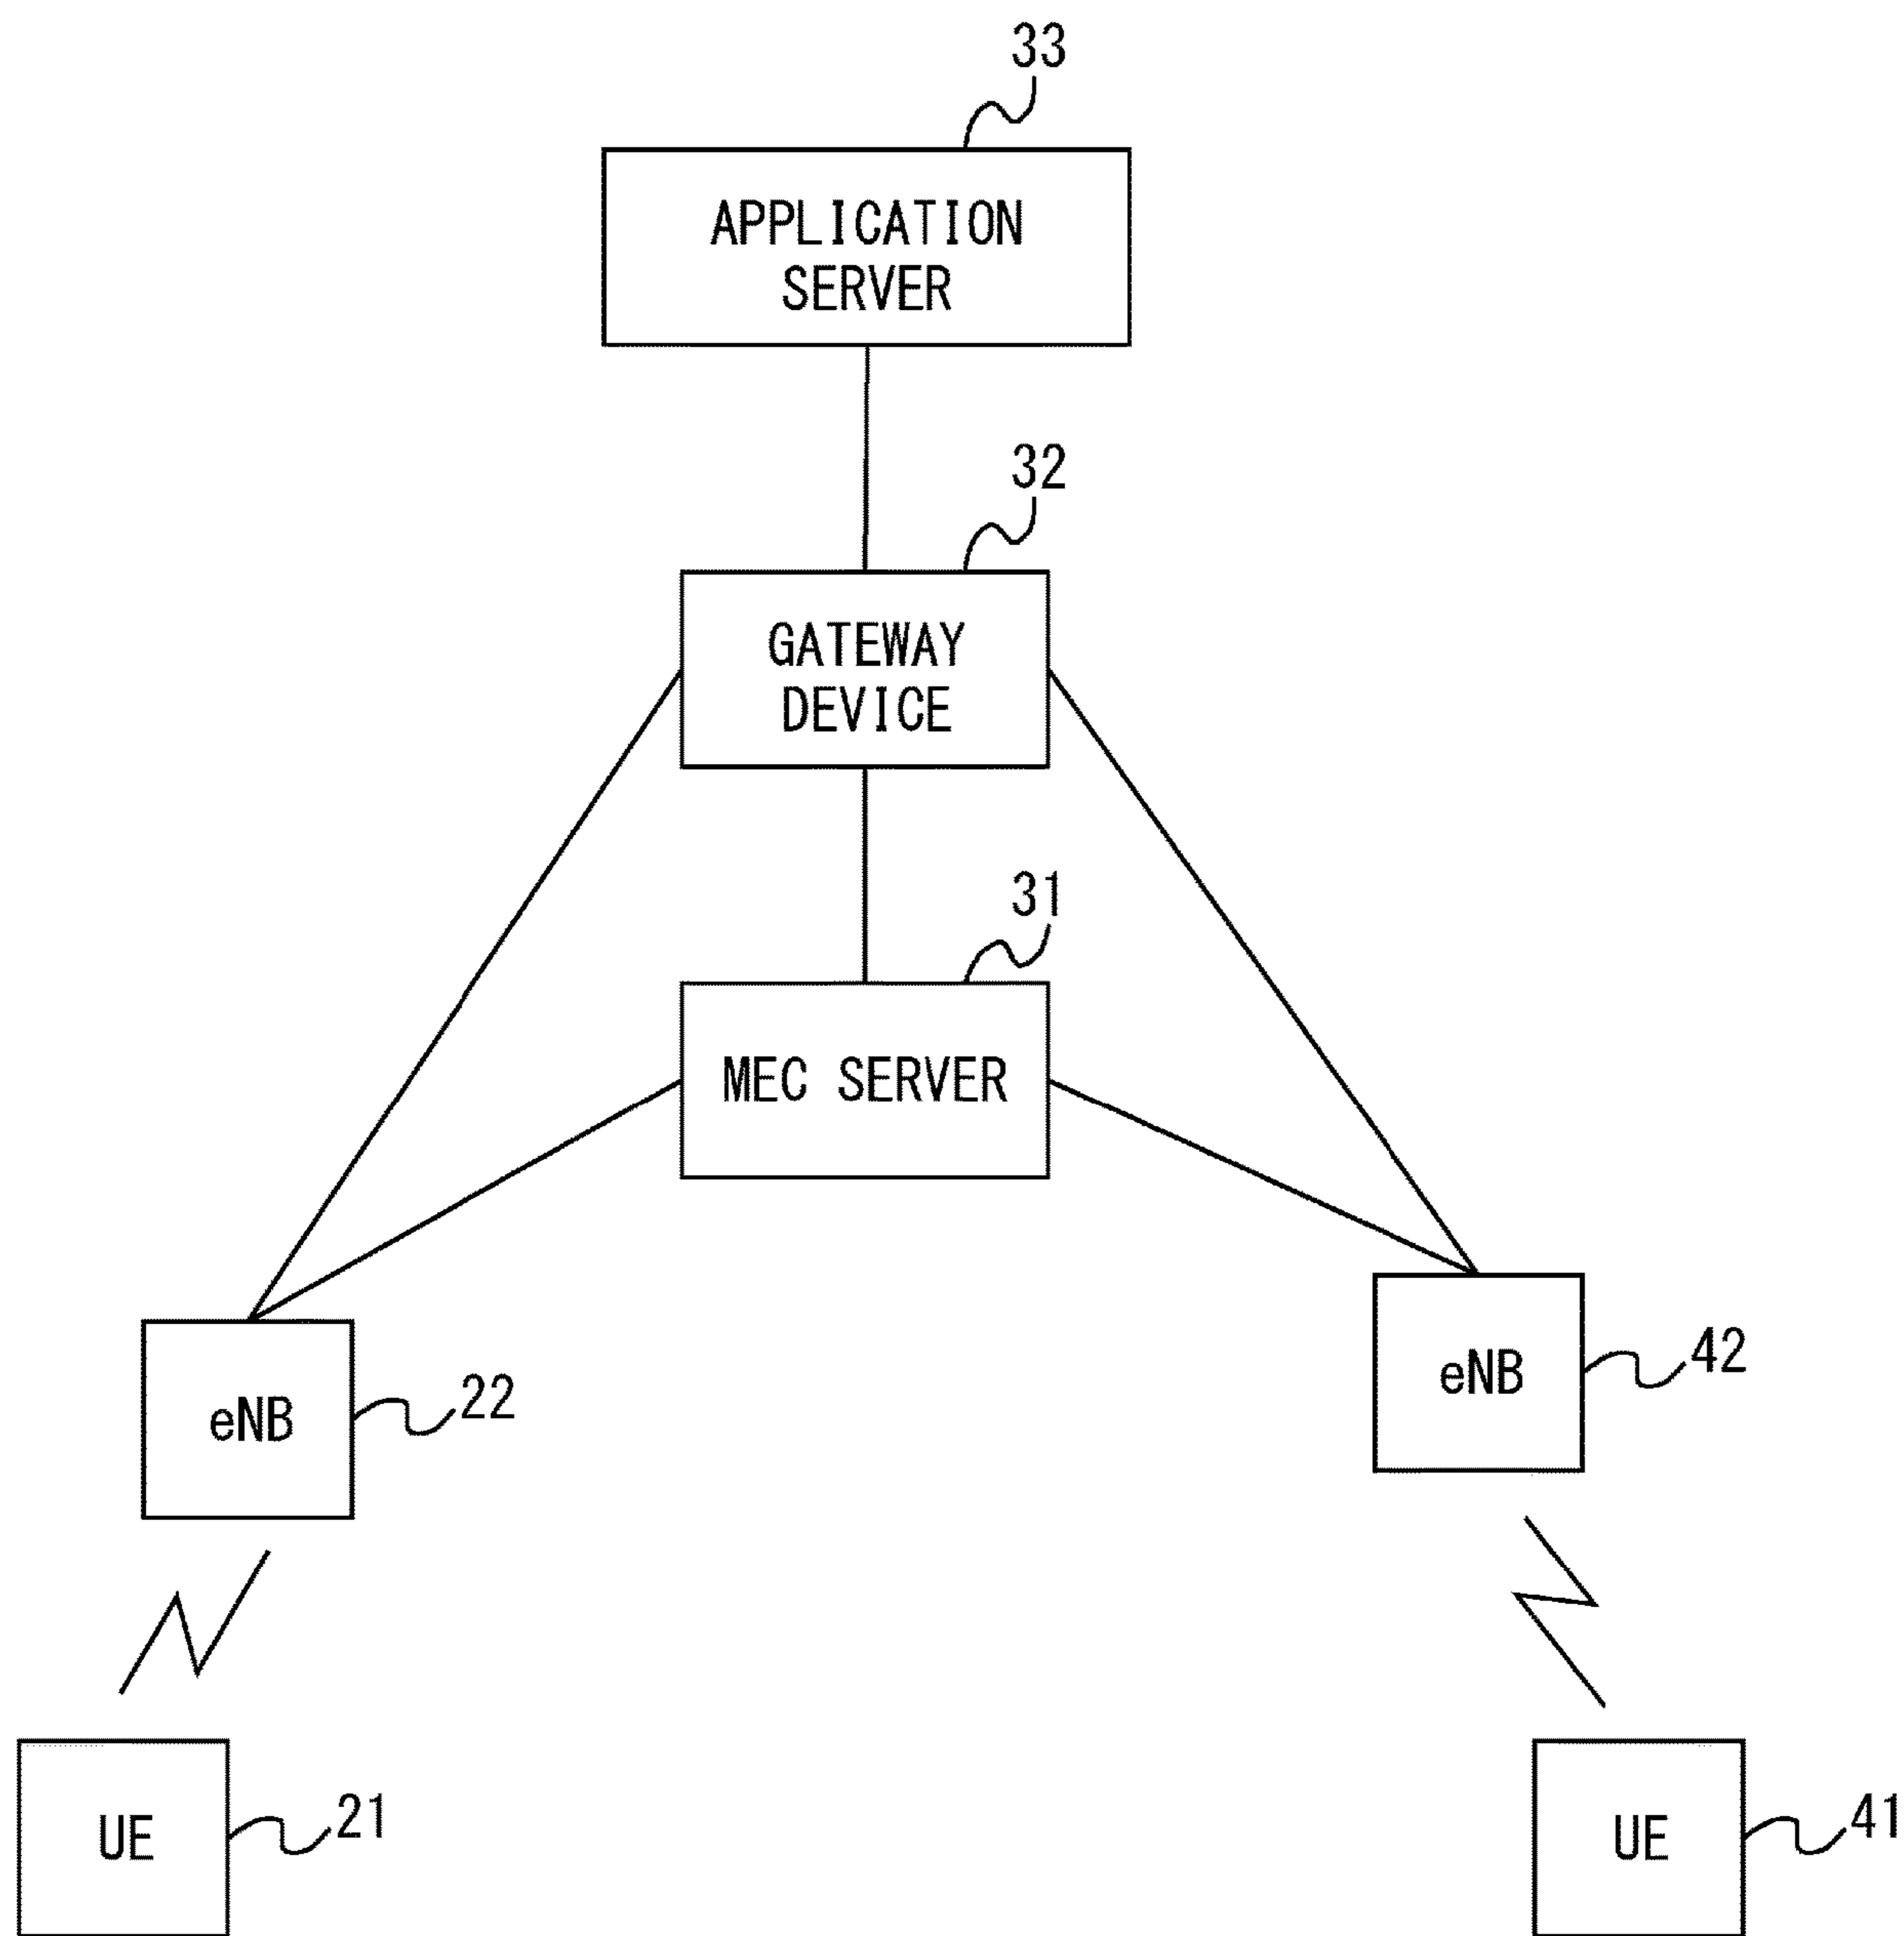 33
APPLICATION
SERVER
32
GATEWAY
DEVICE
31
MEC SERVER
eNB
22
eNB
42
UE
21
UE
41